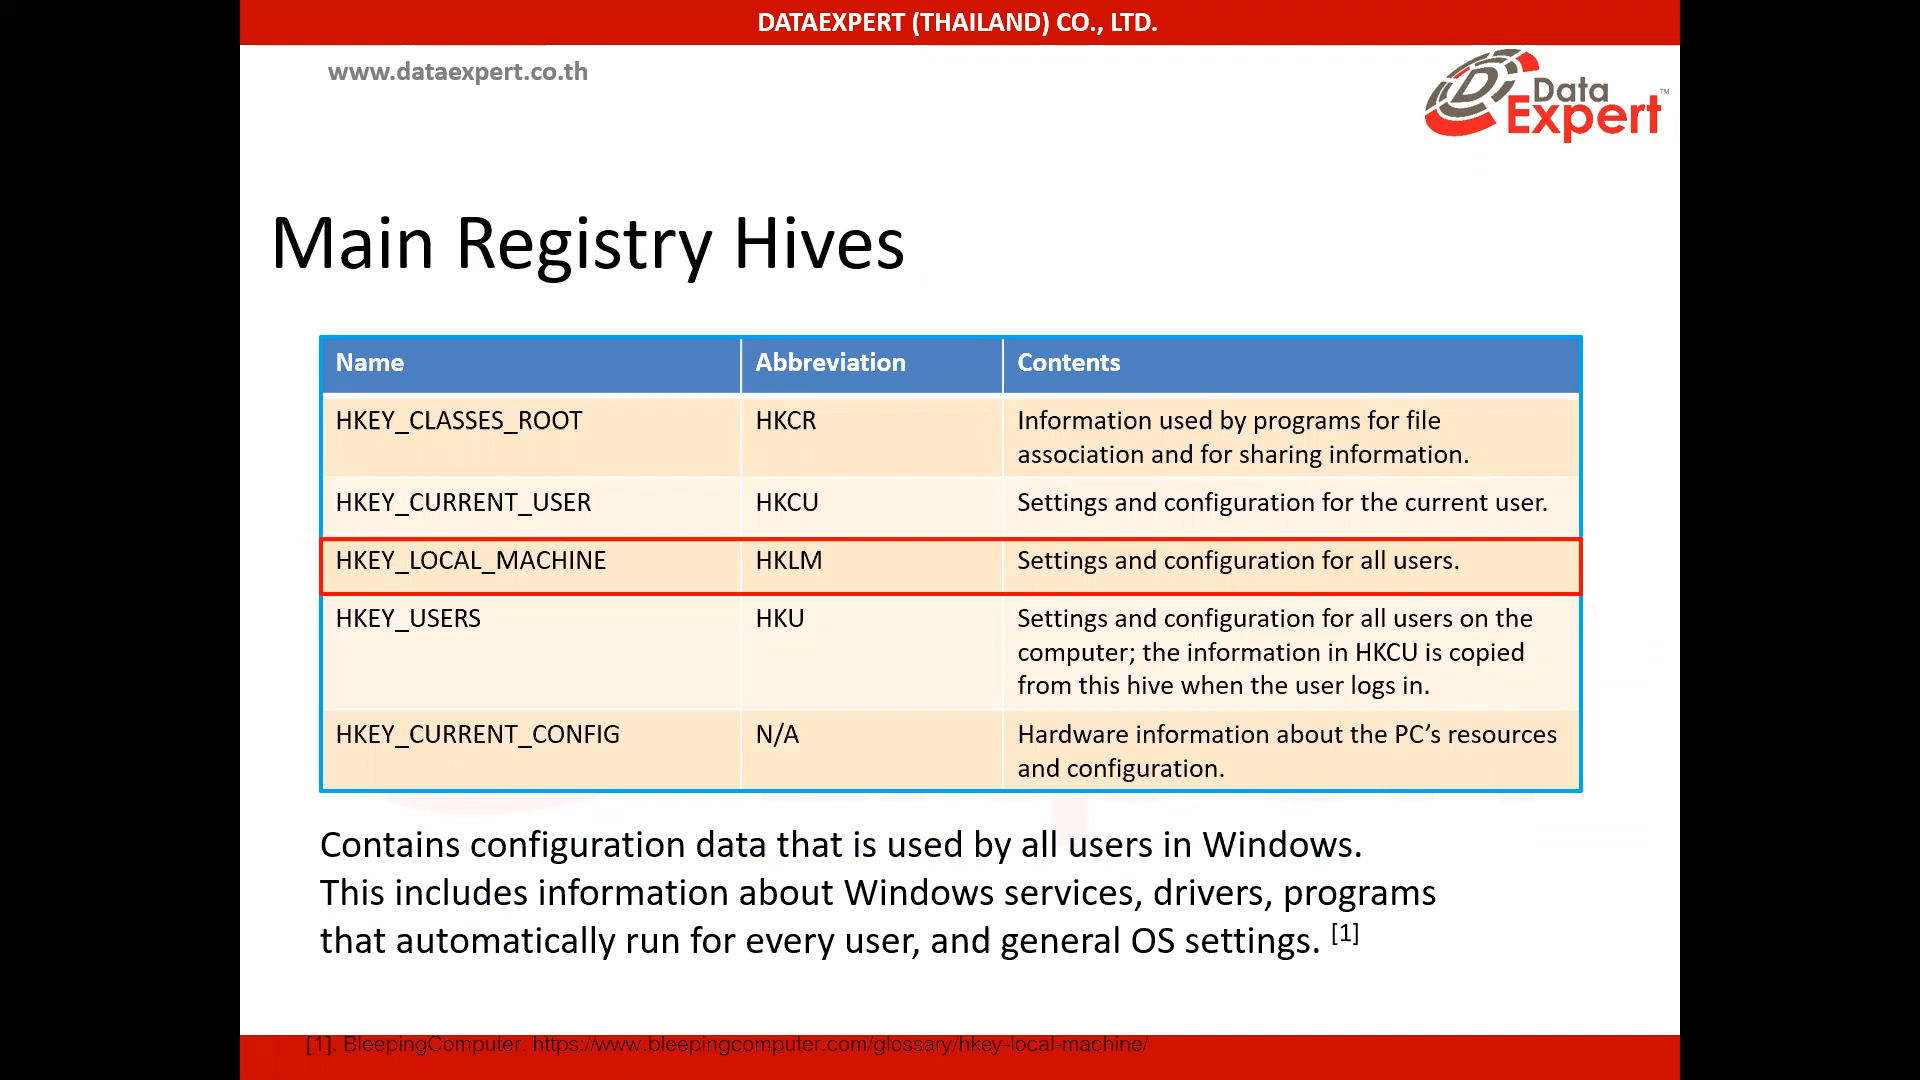 DATAEXPERT (THAILAND) CO., LTD.
www.dataexpert.co.th
Data
Expert™
Main Registry Hives
Name Abbreviation Contents
HKEY_CLASSES_ROOT HKCR Information used by programs for file
association and for sharing information.
HKEY_CURRENT_USER HKCU Settings and configuration for the current user.
HKEY_LOCAL_MACHINE HKLM Settings and configuration for all users.
HKEY_USERS HKU Settings and configuration for all users on the
computer; the information in HKCU is copied
from this hive when the user logs in.
HKEY_CURRENT_CONFIG N/A Hardware information about the PC’s resources
and configuration.
Contains configuration data that is used by all users in Windows.
This includes information about Windows services, drivers, programs
that automatically run for every user, and general OS settings. [1]
[1]. BleepingComputer. https://www.bleepingcomputer.com/glossary/hkey-local-machine/